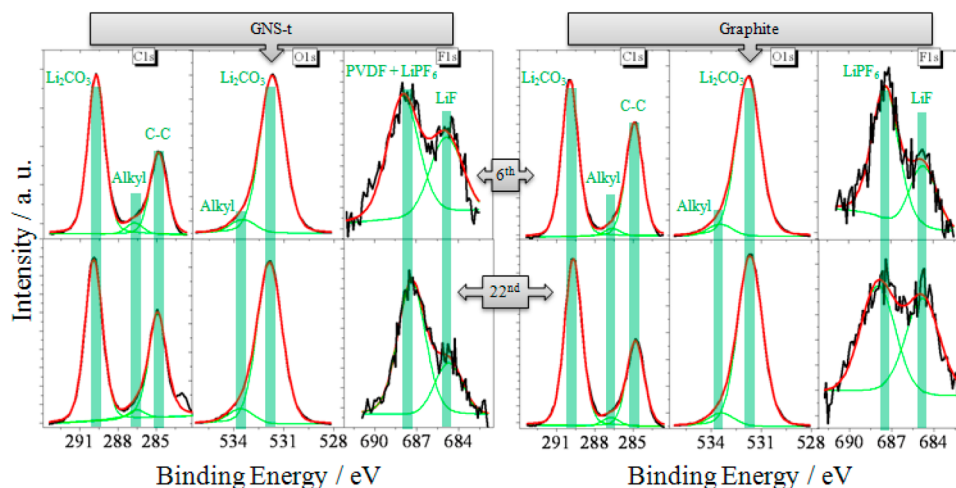 GNS-t
Graphite
C1s
O1s
F1s
C1s
O1s
F1s
Li₂CO₃
Li₂CO₃
PVDF + LiPF₆
LiF
C-C
Alkyl
Alkyl
Li₂CO₃
Li₂CO₃
LiPF₆
LiF
C-C
Alkyl
Alkyl
6th
22nd
Intensity / a. u.
291 288 285
534 531 528
690 687 684
291 288 285
534 531 528
690 687 684
Binding Energy / eV
Binding Energy / eV